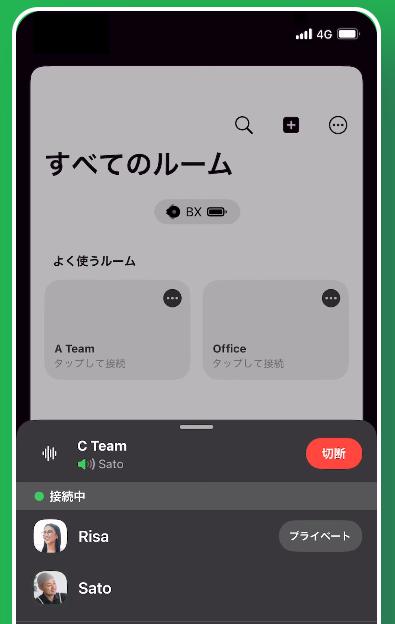 4G
すべてのルーム
BX
よく使うルーム
A Team
タップして接続
Office
タップして接続
C Team
Sato
切断
接続中
Risa
プライベート
Sato